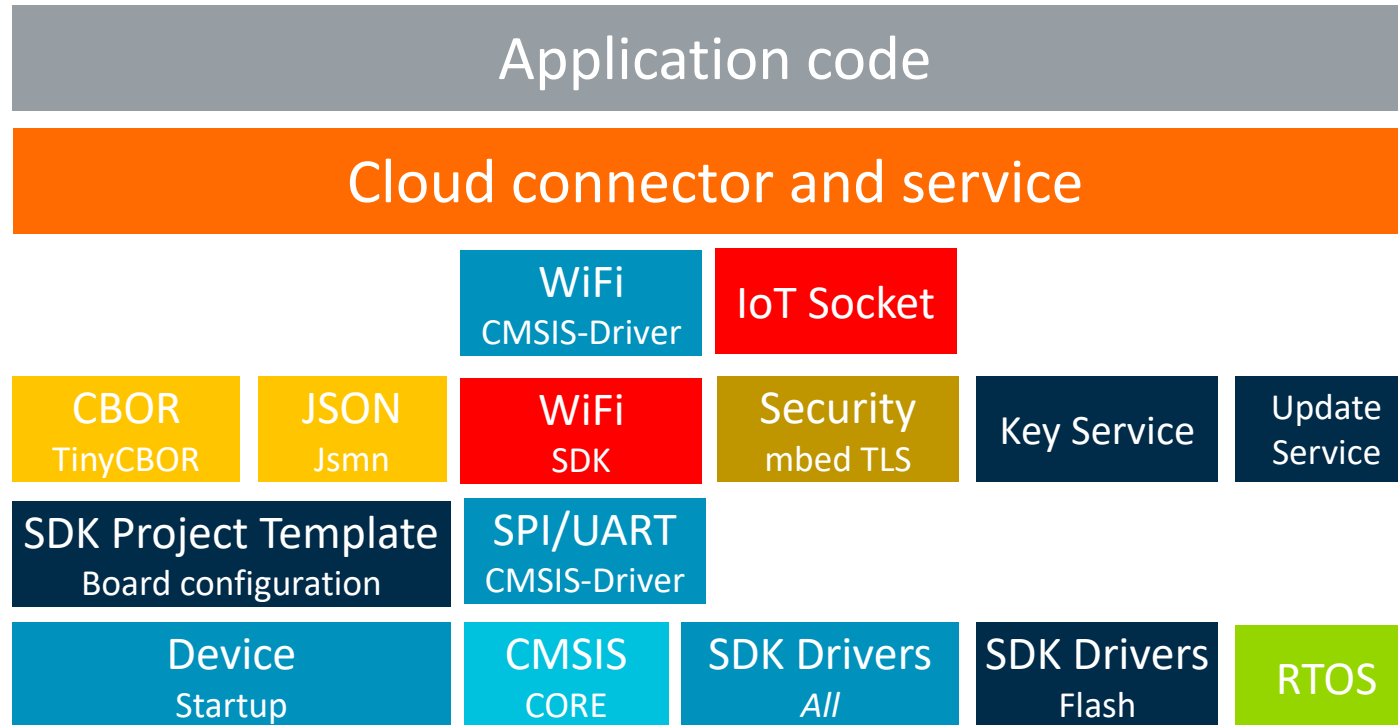 Application code
Cloud connector and service
WiFi
CMSIS-Driver
IoT Socket
CBOR
TinyCBOR
JSON
Jsmn
WiFi
SDK
Security
mbed TLS
Key Service
Update
Service
SDK Project Template
Board configuration
SPI/UART
CMSIS-Driver
Device
Startup
CMSIS
CORE
SDK Drivers
All
SDK Drivers
Flash
RTOS